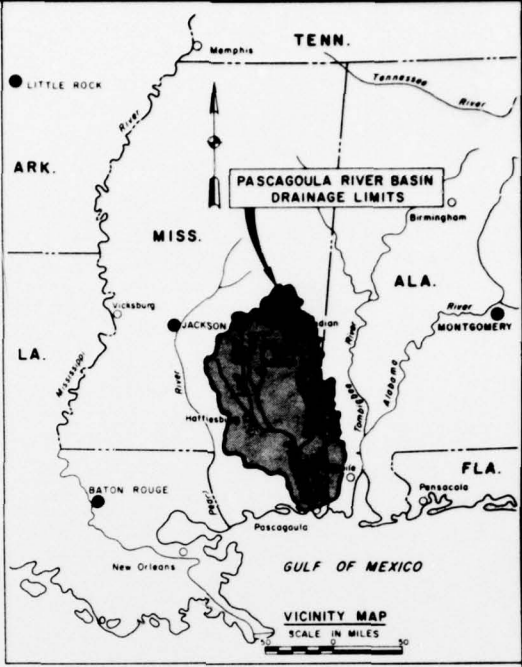 TENN.
Memphis
LITTLE ROCK
Tennessee
River
River
ARK.
PASCAGOULA RIVER BASIN
DRAINAGE LIMITS
Birmingham
MISS.
ALA.
Vicksburg
JACKSON
River
MONTGOMERY
LA.
Mississippi
River
River
Alabama
FLA.
BATON ROUGE
Pensacola
Pearl
Pascagoula
New Orleans
GULF OF MEXICO
VICINITY MAP
SCALE IN MILES
50 0 50